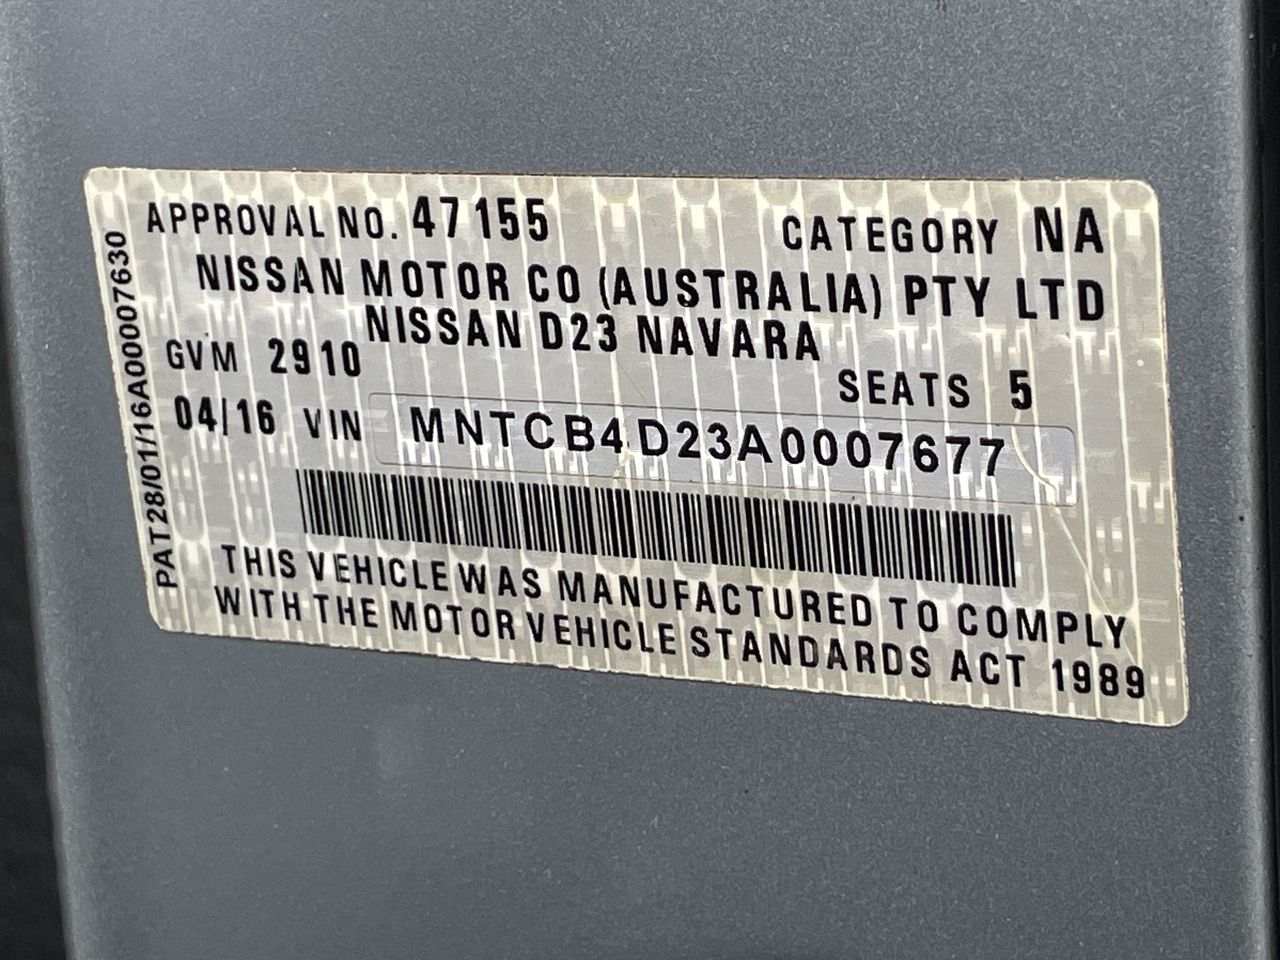 APPROVAL NO. 47155 CATEGORY NA
NISSAN MOTOR CO (AUSTRALIA) PTY LTD
NISSAN D23 NAVARA
GVM 2910 SEATS 5
04/16 VIN MNTCB4D23A0007677
THIS VEHICLE WAS MANUFACTURED TO COMPLY
WITH THE MOTOR VEHICLE STANDARDS ACT 1989
PAT28/01/16A00007630